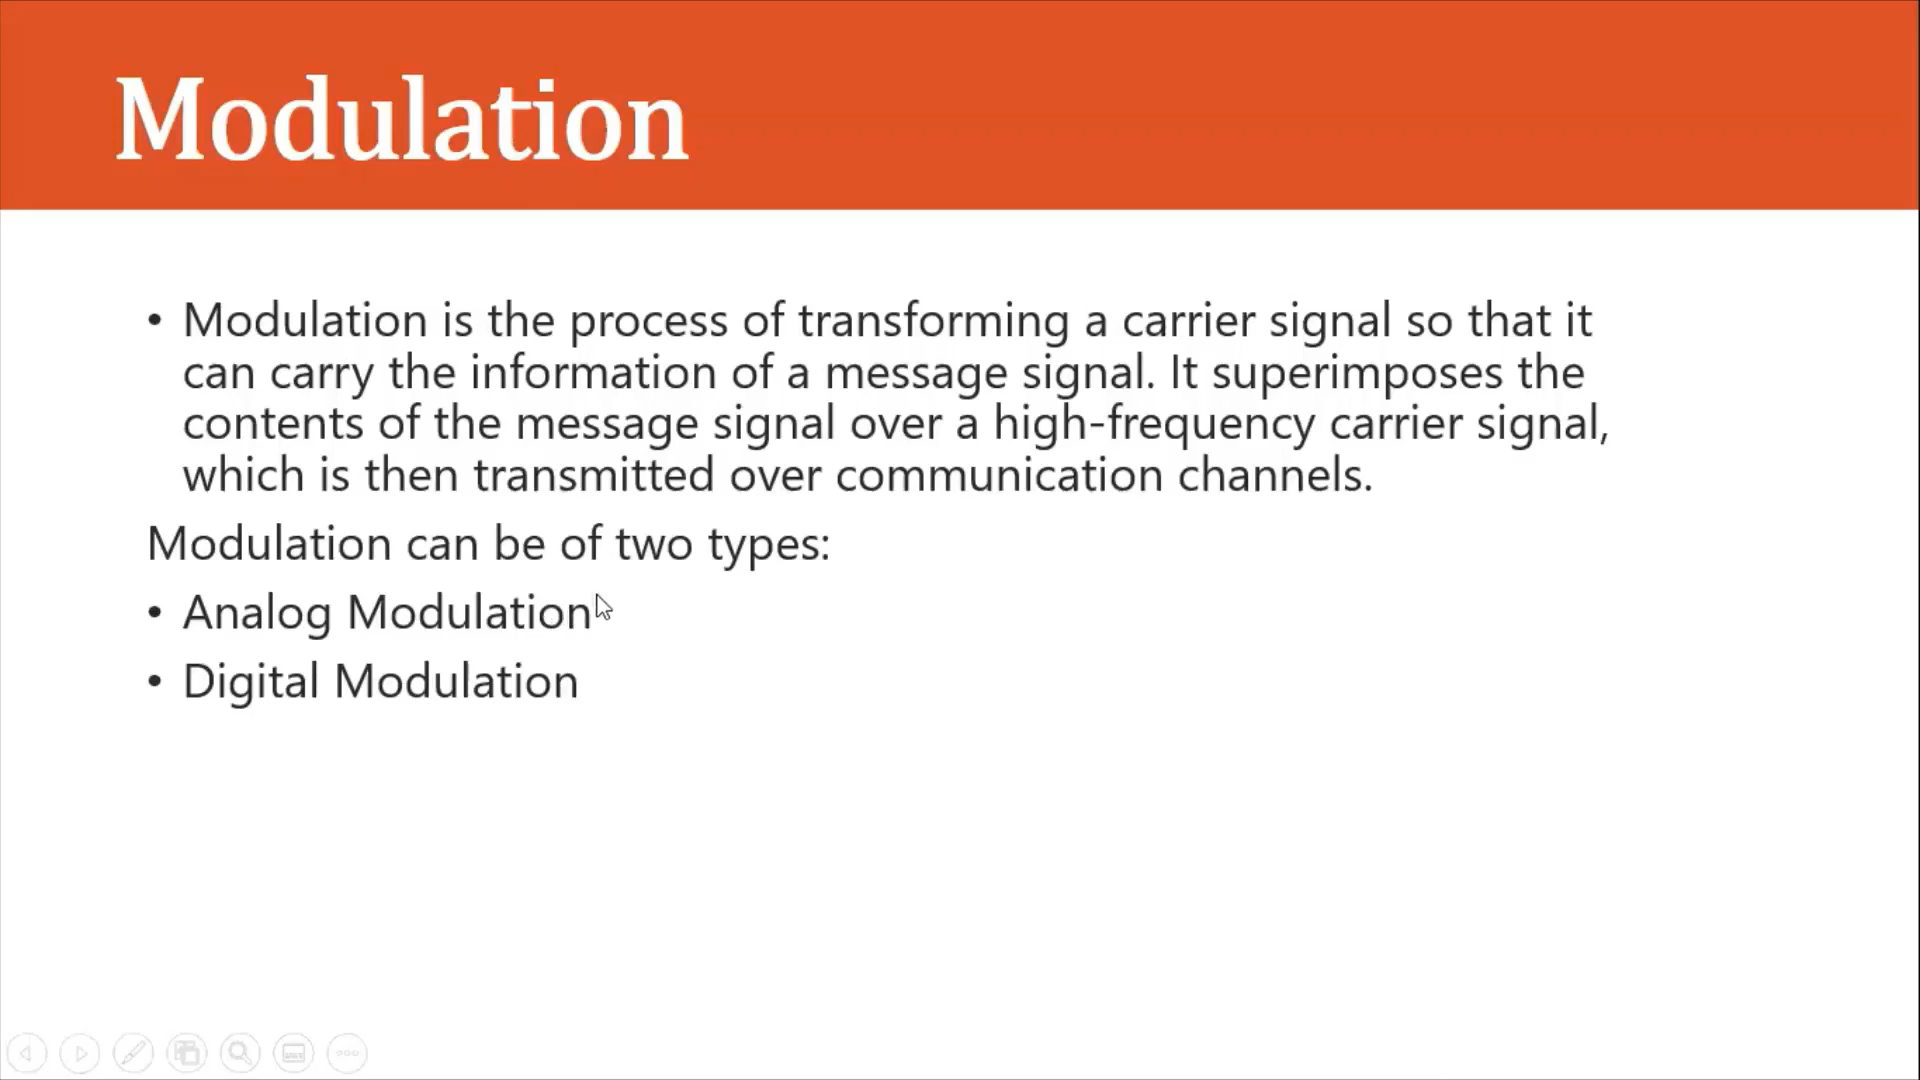 Modulation
• Modulation is the process of transforming a carrier signal so that it
can carry the information of a message signal. It superimposes the
contents of the message signal over a high-frequency carrier signal,
which is then transmitted over communication channels.
Modulation can be of two types:
• Analog Modulation
• Digital Modulation